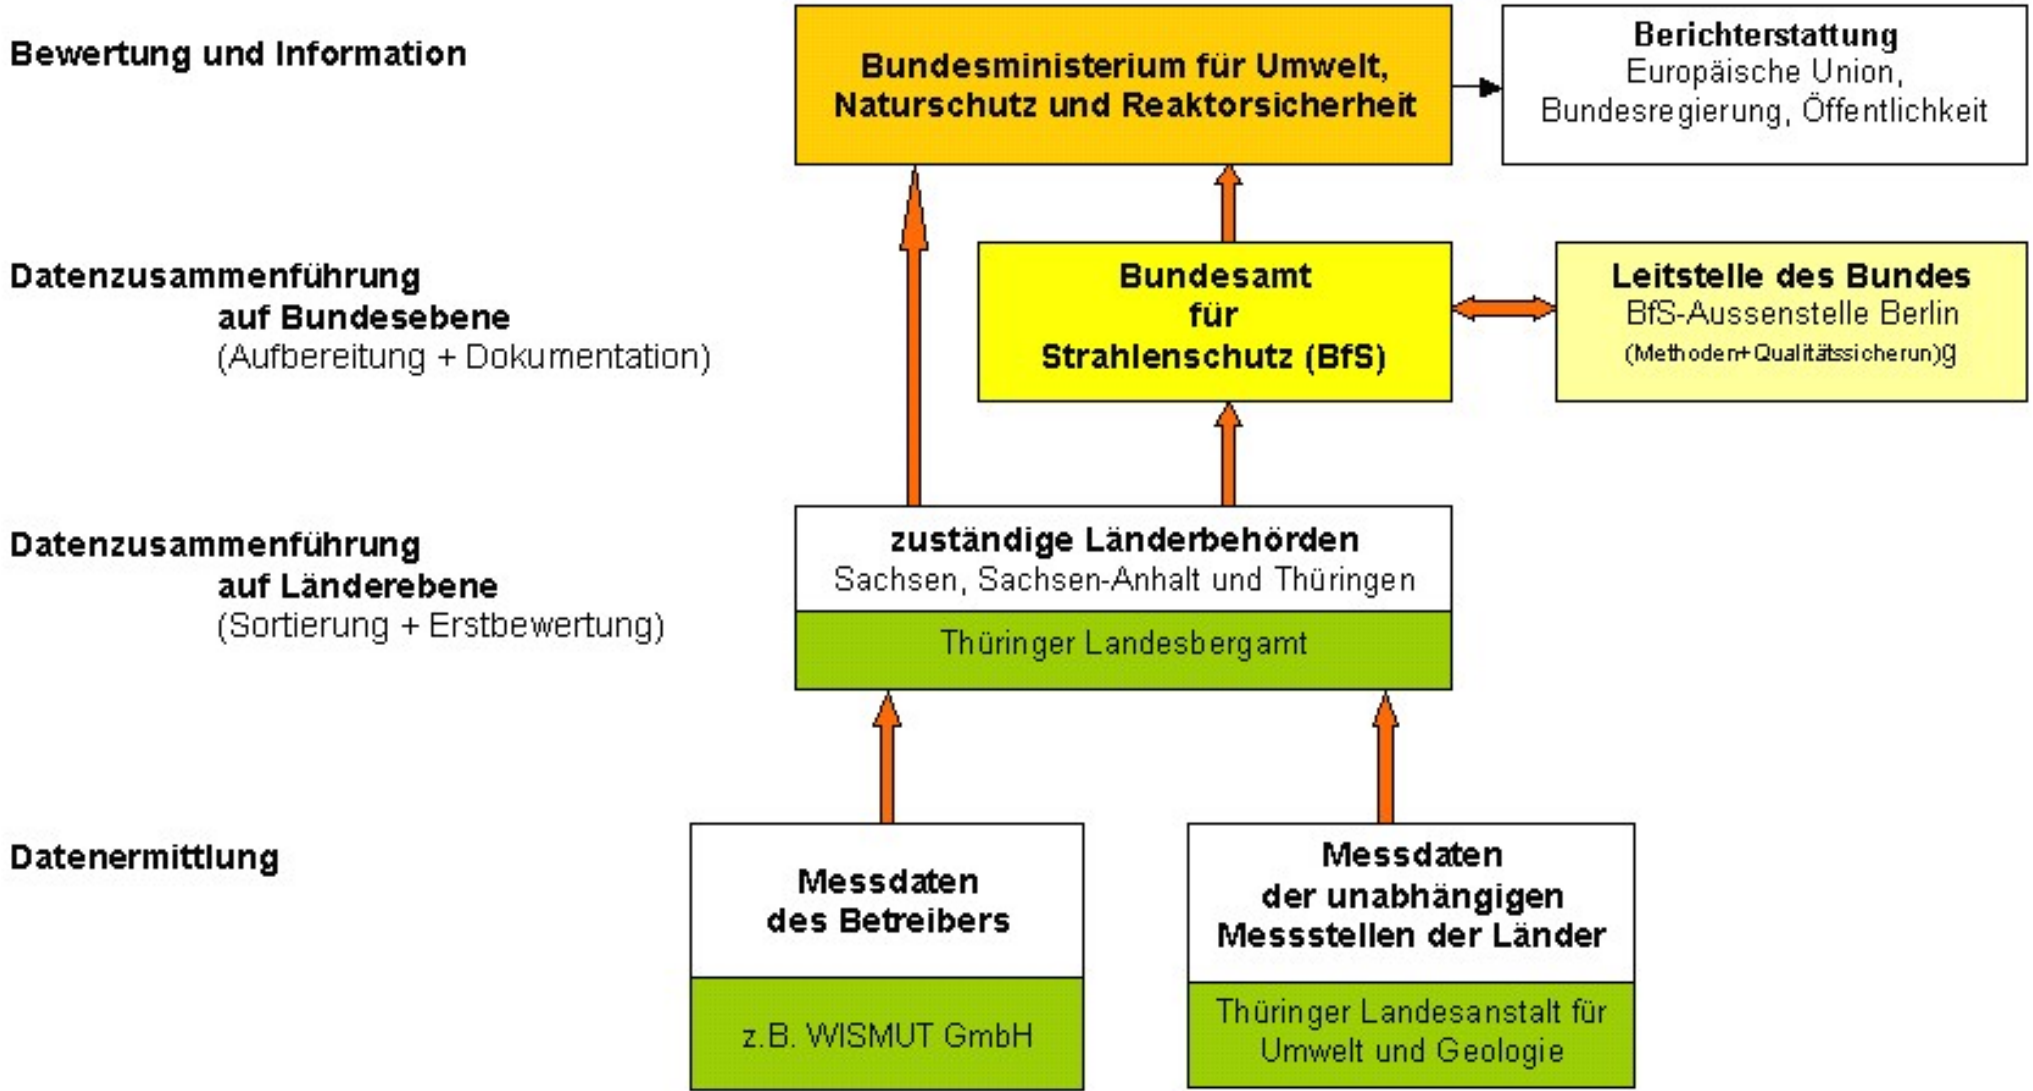 Bewertung und Information
Bundesministerium für Umwelt,
Naturschutz und Reaktorsicherheit
Berichterstattung
Europäische Union,
Bundesregierung, Öffentlichkeit
Datenzusammenführung
auf Bundesebene
(Aufbereitung + Dokumentation)
Bundesamt
für
Strahlenschutz (BfS)
Leitstelle des Bundes
BfS-Aussenstelle Berlin
(Methoden+Qualitätssicherun)g
Datenzusammenführung
auf Länderebene
(Sortierung + Erstbewertung)
zuständige Länderbehörden
Sachsen, Sachsen-Anhalt und Thüringen
Thüringer Landesbergamt
Datenermittlung
Messdaten
des Betreibers
z.B. WISMUT GmbH
Messdaten
der unabhängigen
Messstellen der Länder
Thüringer Landesanstalt für
Umwelt und Geologie